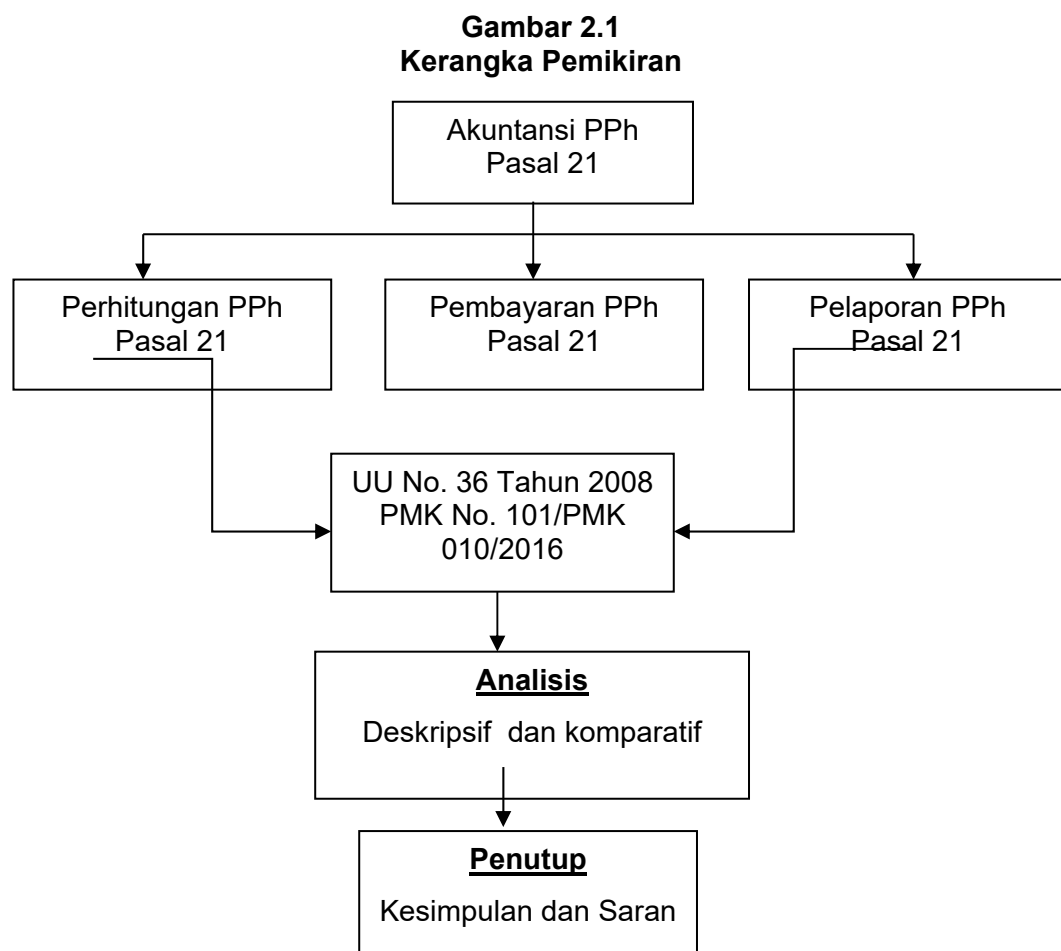 Gambar 2.1
Kerangka Pemikiran
Akuntansi PPh
Pasal 21
Perhitungan PPh
Pasal 21
Pembayaran PPh
Pasal 21
Pelaporan PPh
Pasal 21
UU No. 36 Tahun 2008
PMK No. 101/PMK
010/2016
Analisis
Deskripsif dan komparatif
Penutup
Kesimpulan dan Saran